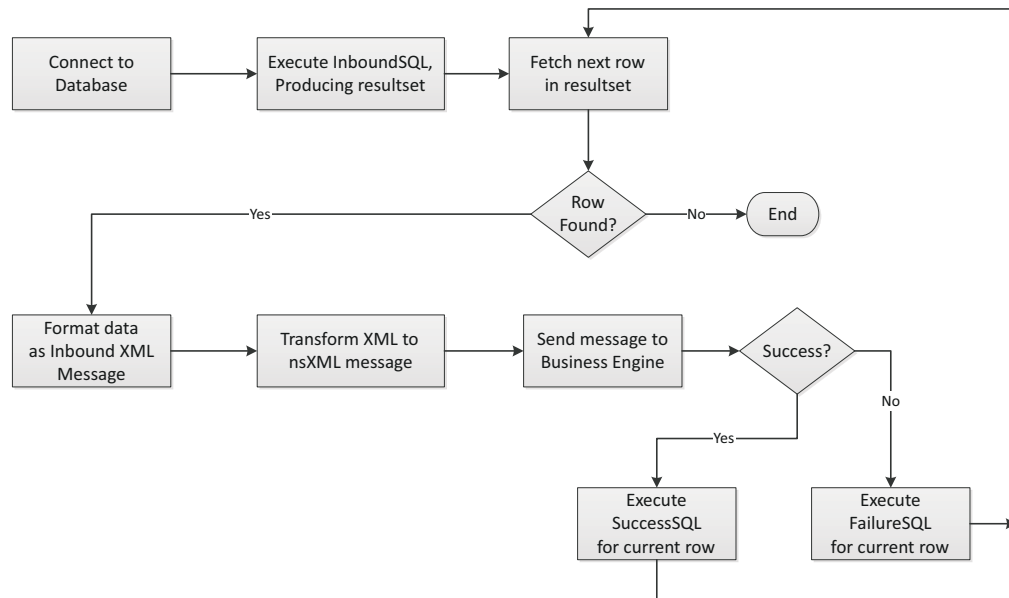 Connect to
Database
Execute InboundSQL,
Producing resultset
Fetch next row
in resultset
Row
Found?
Yes
No
End
Format data
as Inbound XML
Message
Transform XML to
nsXML message
Send message to
Business Engine
Success?
Yes
No
Execute
SuccessSQL
for current row
Execute
FailureSQL
for current row